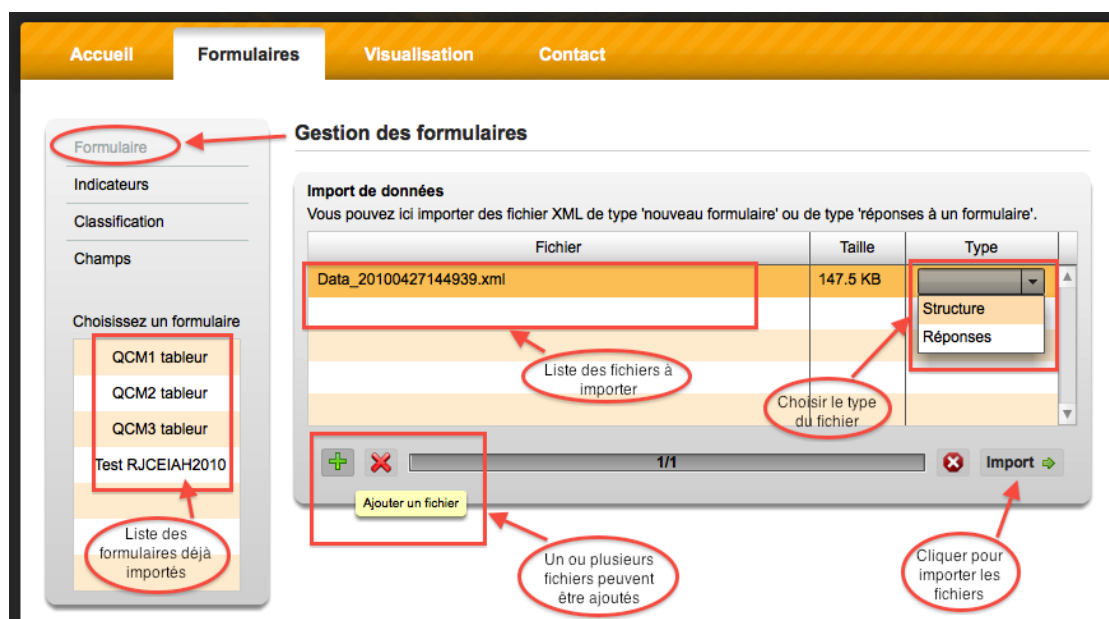 Accueil Formulaires Visualisation Contact
Gestion des formulaires
Formulaire
Indicateurs
Classification
Champs
Choisissez un formulaire
QCM1 tableur
QCM2 tableur
QCM3 tableur
Test RJCEIAH2010
Liste des
formulaires déjà
importés
Import de données
Vous pouvez ici importer des fichier XML de type 'nouveau formulaire' ou de type 'réponses à un formulaire'.
Fichier Taille Type
Data_20100427144939.xml 147.5 KB
Structure
Réponses
Liste des fichiers à
importer
Choisir le type
du fichier
1/1
Import
Ajouter un fichier
Un ou plusieurs
fichiers peuvent
être ajoutés
Cliquer pour
importer les
fichiers